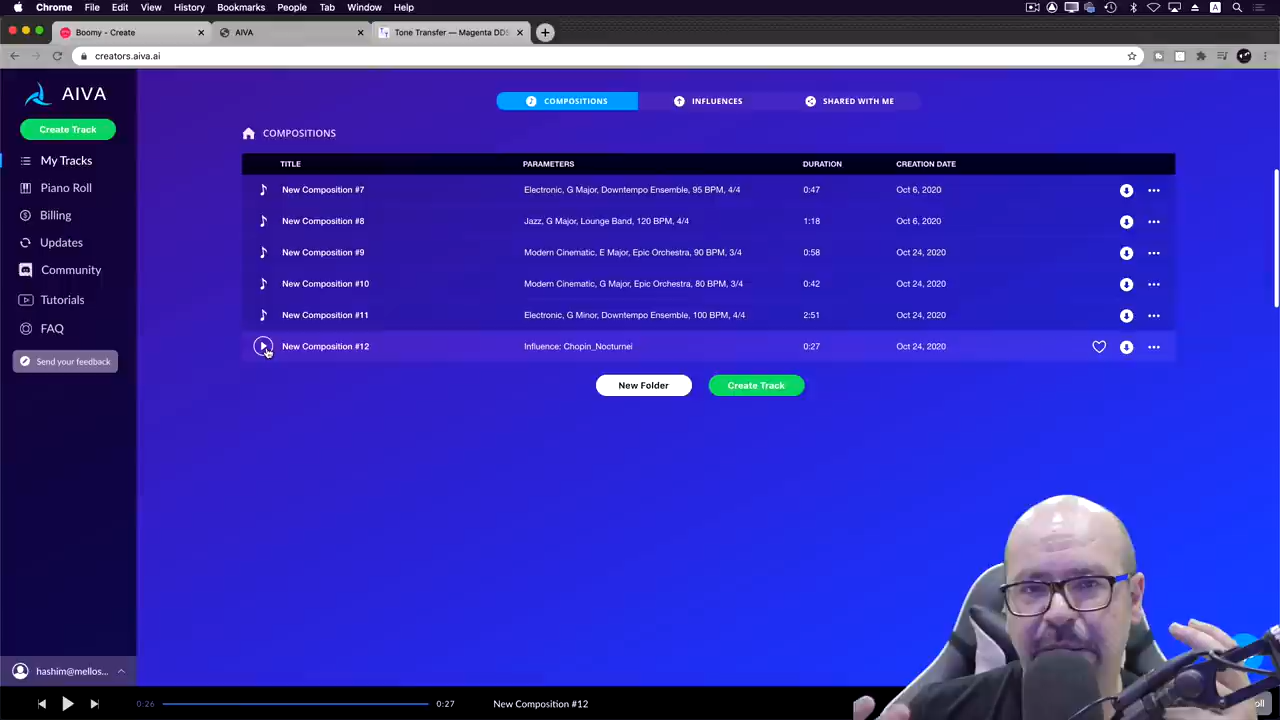 Chrome File Edit View History Bookmarks People Tab Window Help
Boomy - Create
AIVA
Tone Transfer — Magenta DDS
creators.aiva.ai
AIVA
Create Track
My Tracks
Piano Roll
Billing
Updates
Community
Tutorials
FAQ
Send your feedback
hashim@mellos...
COMPOSITIONS INFLUENCES SHARED WITH ME
COMPOSITIONS
TITLE PARAMETERS DURATION CREATION DATE
New Composition #7 Electronic, G Major, Downtempo Ensemble, 95 BPM, 4/4 0:47 Oct 6, 2020
New Composition #8 Jazz, G Major, Lounge Band, 120 BPM, 4/4 1:18 Oct 6, 2020
New Composition #9 Modern Cinematic, E Major, Epic Orchestra, 90 BPM, 3/4 0:58 Oct 24, 2020
New Composition #10 Modern Cinematic, G Major, Epic Orchestra, 80 BPM, 3/4 0:42 Oct 24, 2020
New Composition #11 Electronic, G Minor, Downtempo Ensemble, 100 BPM, 4/4 2:51 Oct 24, 2020
New Composition #12 Influence: Chopin_Nocturnei 0:27 Oct 24, 2020
New Folder Create Track
0:26 0:27 New Composition #12